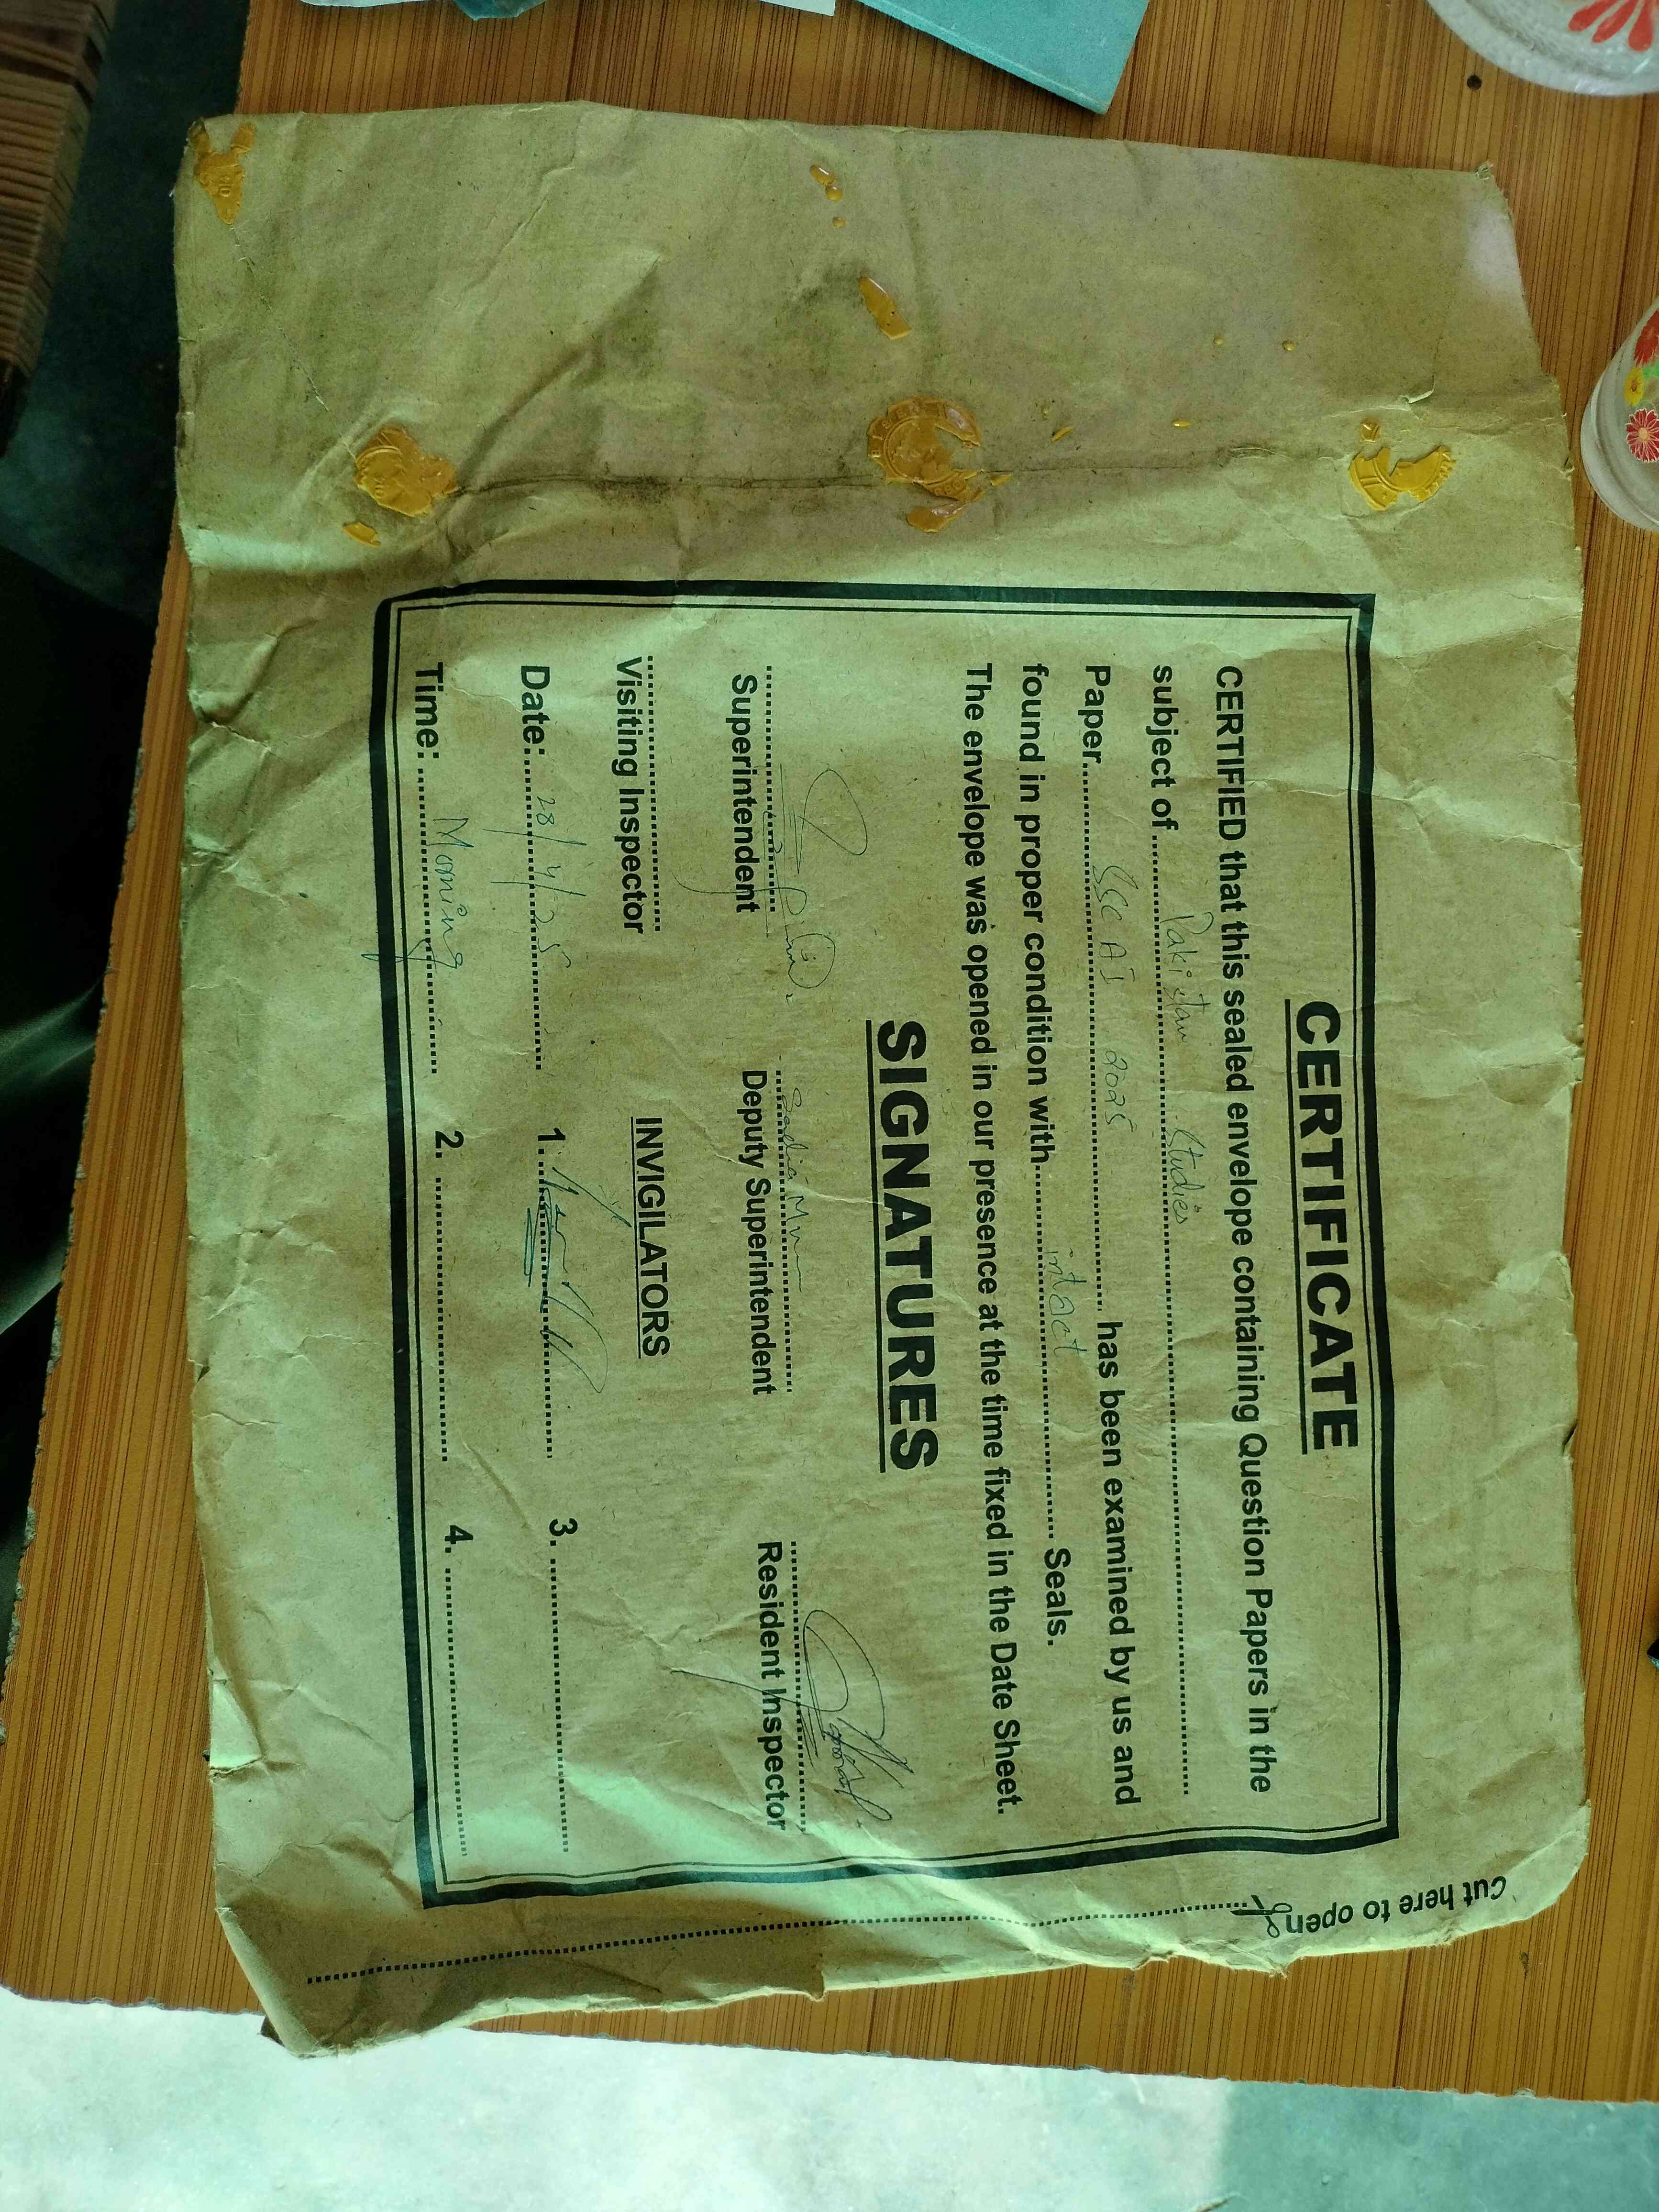 CERTIFICATE
CERTIFIED that this sealed envelope containing Question Papers in the
subject of Pakistan Studies
Paper SSC AI 2025 has been examined by us and
found in proper condition with intact Seals.
The envelope was opened in our presence at the time fixed in the Date Sheet.
SIGNATURES
Sadia
Superintendent Deputy Superintendent Resident Inspector
Visiting Inspector INVIGILATORS
Date: 28/4/25 1. 3.
Time: Morning 2. 4.
Cut here to open